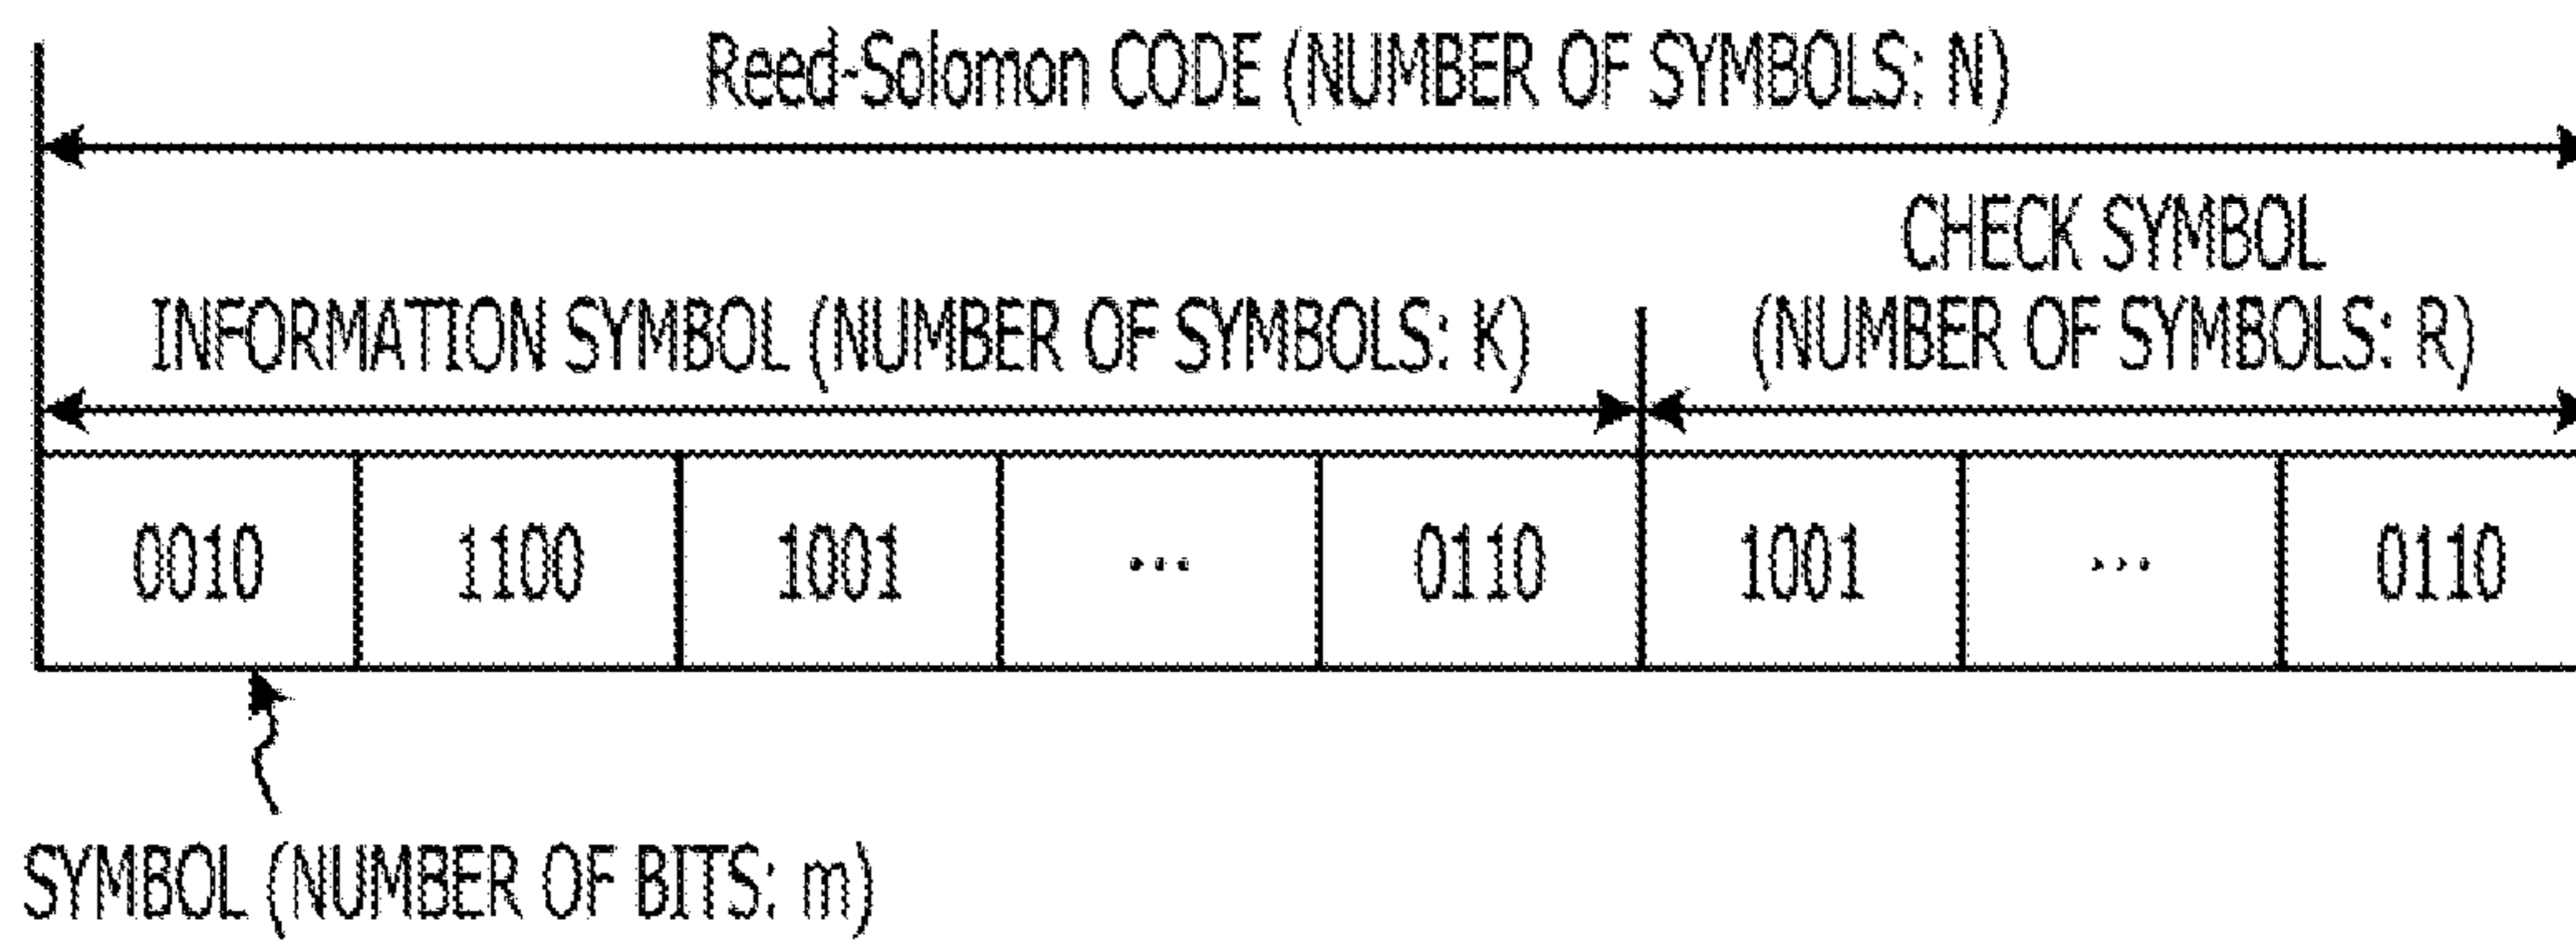 Reed-Solomon CODE (NUMBER OF SYMBOLS: N)
CHECK SYMBOL
INFORMATION SYMBOL (NUMBER OF SYMBOLS: K) (NUMBER OF SYMBOLS: R)
0010 1100 1001 ... 0110 1001 ... 0110
SYMBOL (NUMBER OF BITS: m)